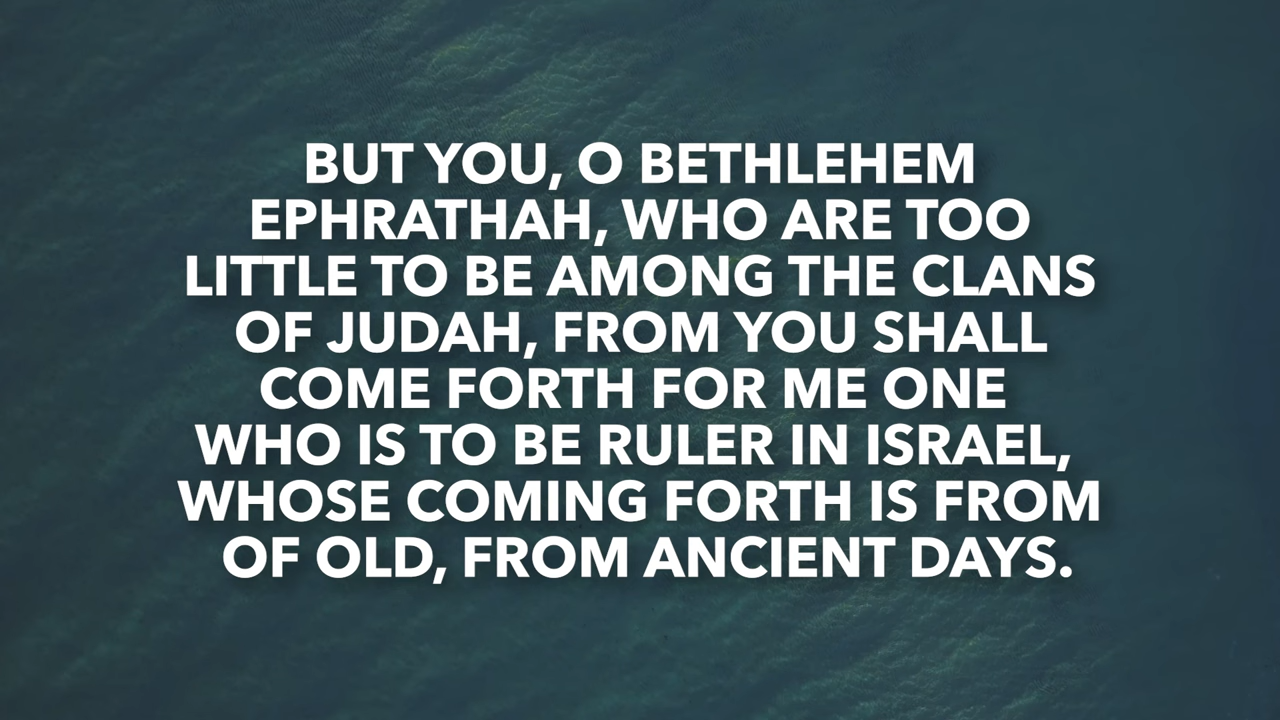 BUT YOU, O BETHLEHEM
EPHRATHAH, WHO ARE TOO
LITTLE TO BE AMONG THE CLANS
OF JUDAH, FROM YOU SHALL
COME FORTH FOR ME ONE
WHO IS TO BE RULER IN ISRAEL,
WHOSE COMING FORTH IS FROM
OF OLD, FROM ANCIENT DAYS.